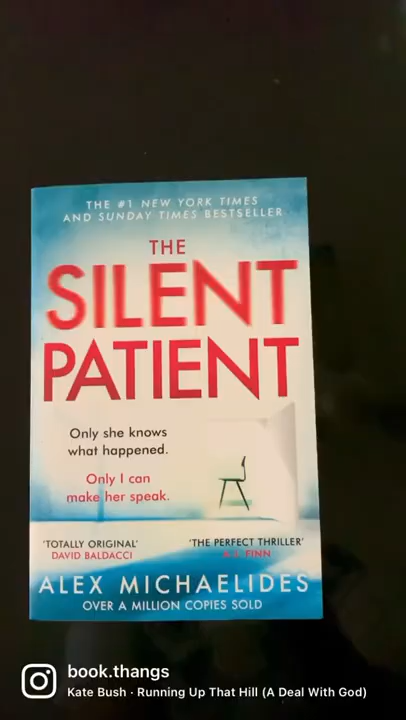 THE #1 NEW YORK TIMES
AND SUNDAY TIMES BESTSELLER
THE
SILENT
PATIENT
Only she knows
what happened.
Only I can
make her speak.
'TOTALLY ORIGINAL'
DAVID BALDACCI
'THE PERFECT THRILLER'
A.J. FINN
ALEX MICHAELIDES
OVER A MILLION COPIES SOLD
book.thangs
Kate Bush · Running Up That Hill (A Deal With God)